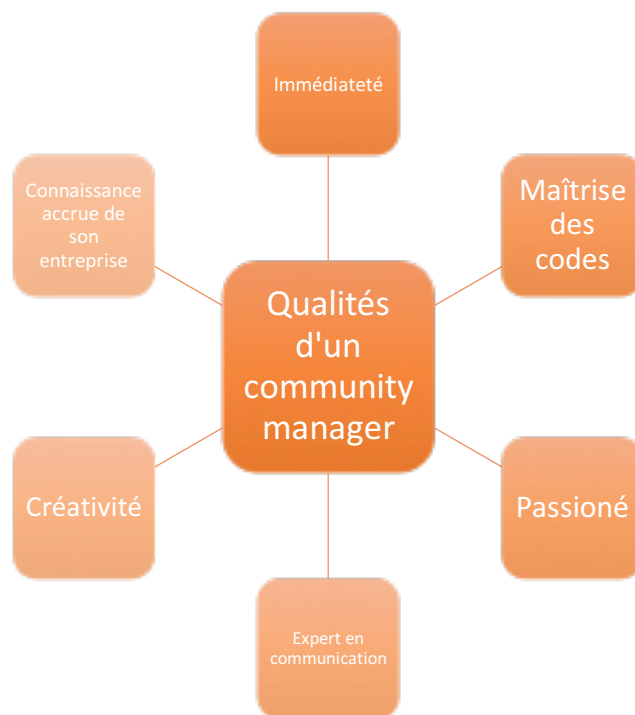 Immédiateté
Connaissance
accrue de
son
entreprise
Maîtrise
des
codes
Qualités
d'un
community
manager
Créativité
Passioné
Expert en
communication